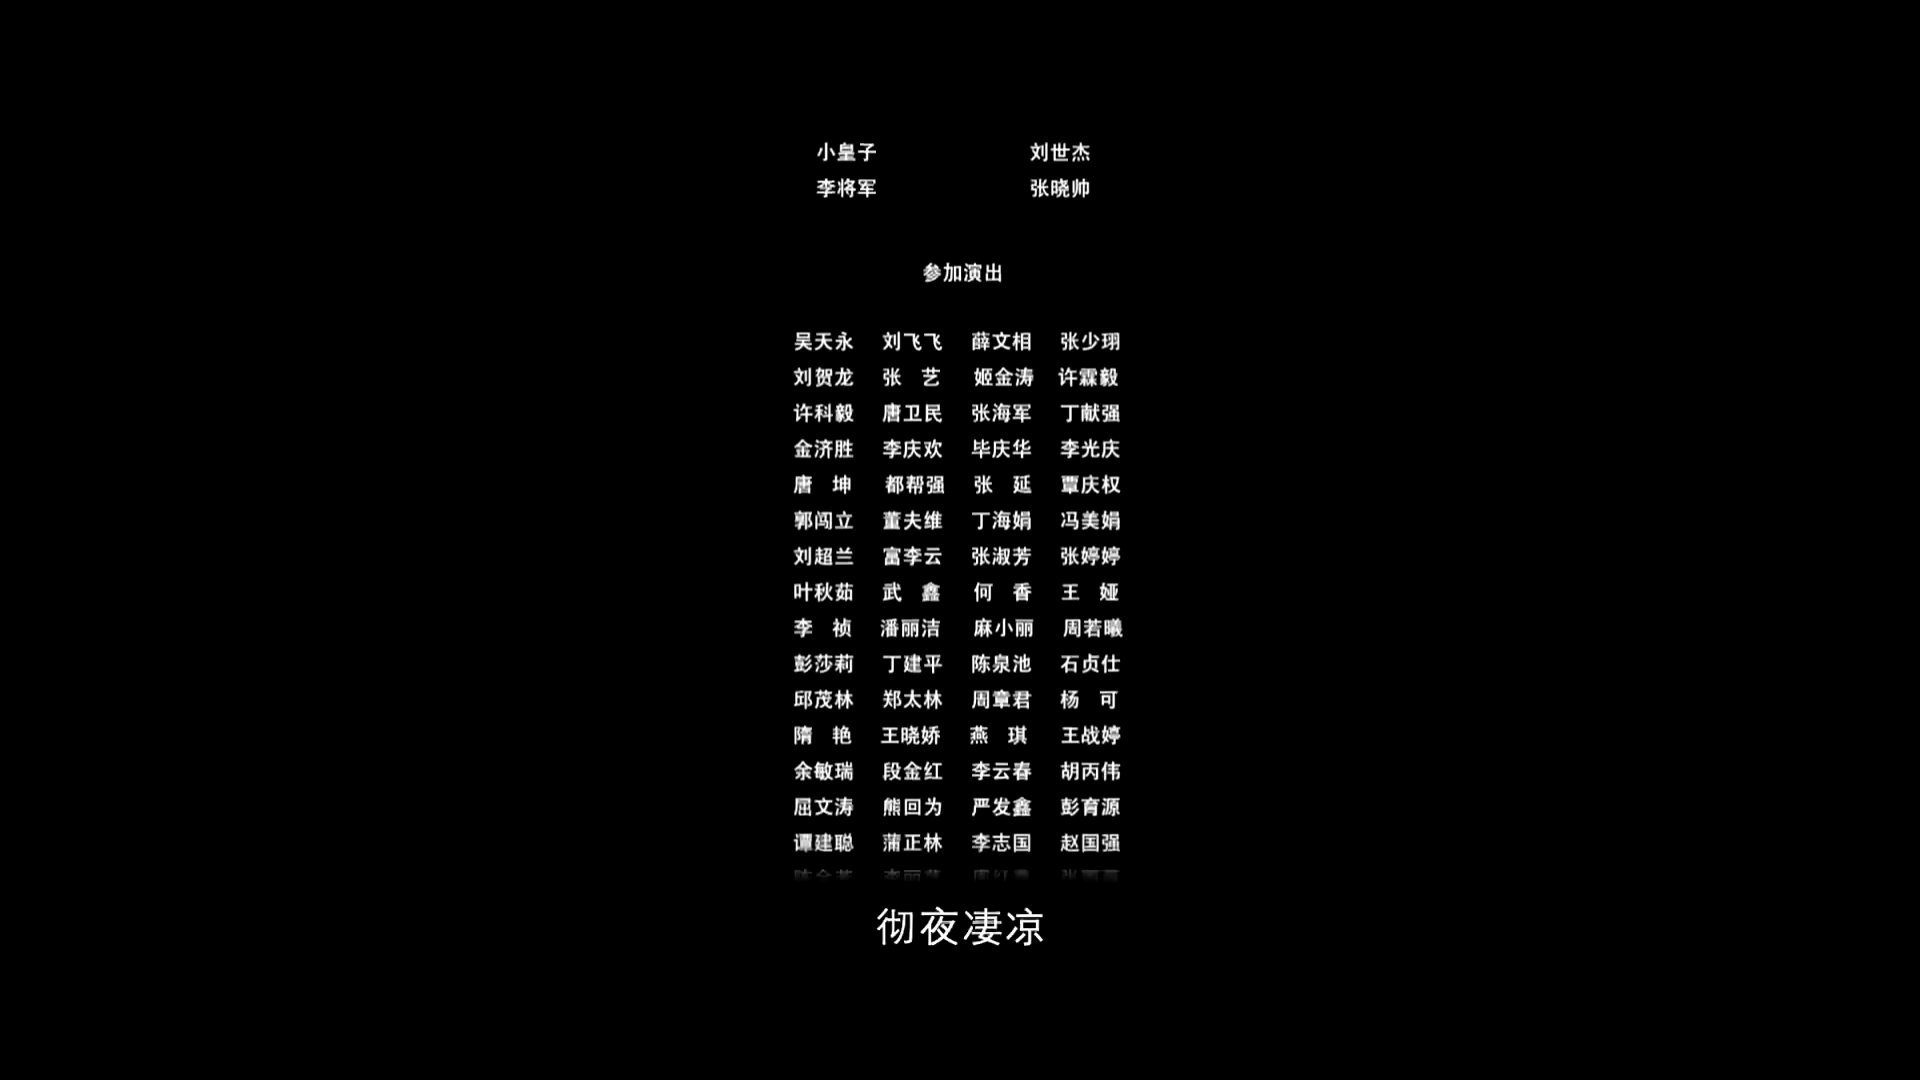 小皇子 刘世杰
李将军 张晓帅
参加演出
吴天永 刘飞飞 薛文相 张少珝
刘贺龙 张 艺 姬金涛 许霖毅
许科毅 唐卫民 张海军 丁献强
金济胜 李庆欢 毕庆华 李光庆
唐 坤 都帮强 张 延 覃庆权
郭闯立 董夫维 丁海娟 冯美娟
刘超兰 富李云 张淑芳 张婷婷
叶秋茹 武 鑫 何 香 王 娅
李 祯 潘丽洁 麻小丽 周若曦
彭莎莉 丁建平 陈泉池 石贞仕
邱茂林 郑太林 周章君 杨 可
隋 艳 王晓娇 燕 琪 王战婷
余敏瑞 段金红 李云春 胡丙伟
屈文涛 熊回为 严发鑫 彭育源
谭建聪 蒲正林 李志国 赵国强
彻夜凄凉